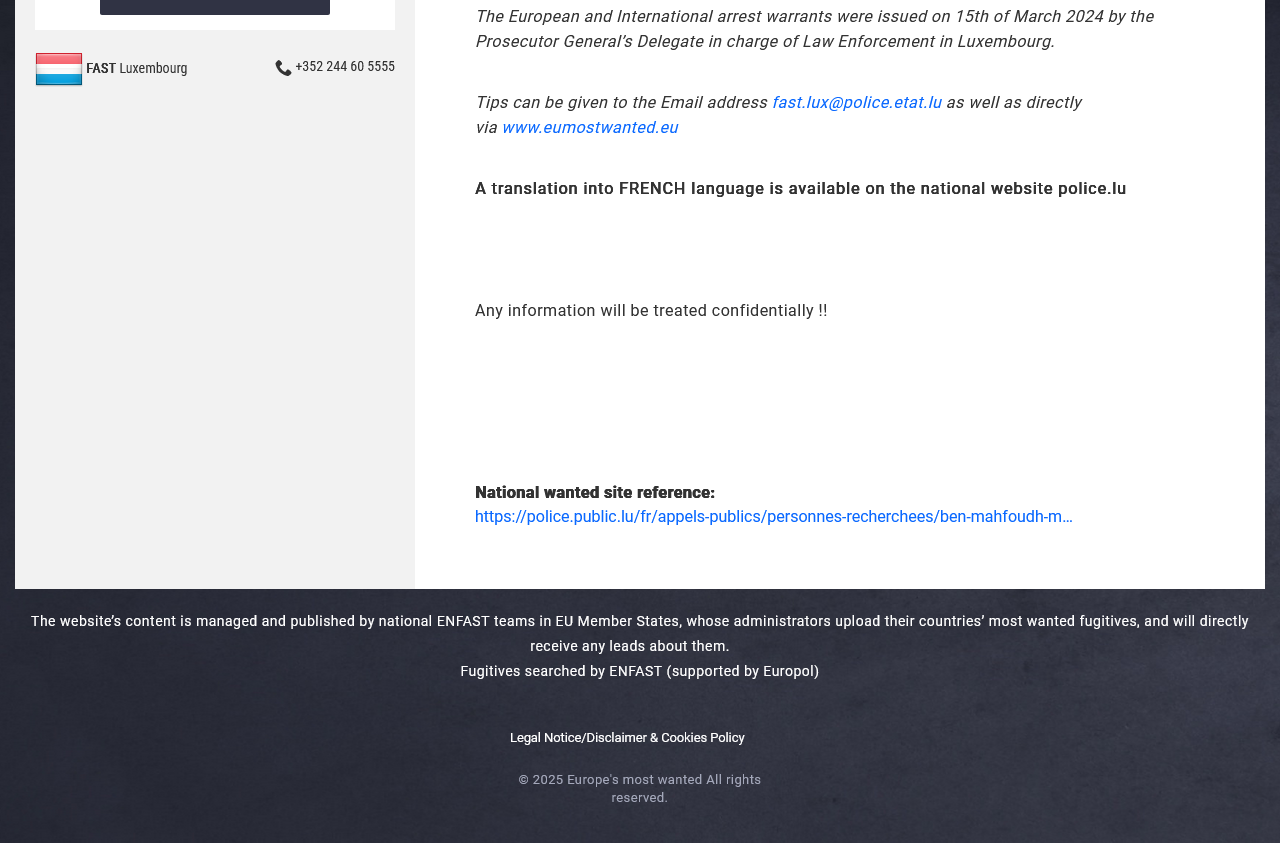 FAST Luxembourg
+352 244 60 5555
The European and International arrest warrants were issued on 15th of March 2024 by the
Prosecutor General’s Delegate in charge of Law Enforcement in Luxembourg.
Tips can be given to the Email address fast.lux@police.etat.lu as well as directly
via www.eumostwanted.eu
A translation into FRENCH language is available on the national website police.lu
Any information will be treated confidentially !!
National wanted site reference:
https://police.public.lu/fr/appels-publics/personnes-recherchees/ben-mahfoudh-m...
The website’s content is managed and published by national ENFAST teams in EU Member States, whose administrators upload their countries’ most wanted fugitives, and will directly
receive any leads about them.
Fugitives searched by ENFAST (supported by Europol)
Legal Notice/Disclaimer & Cookies Policy
© 2025 Europe's most wanted All rights
reserved.